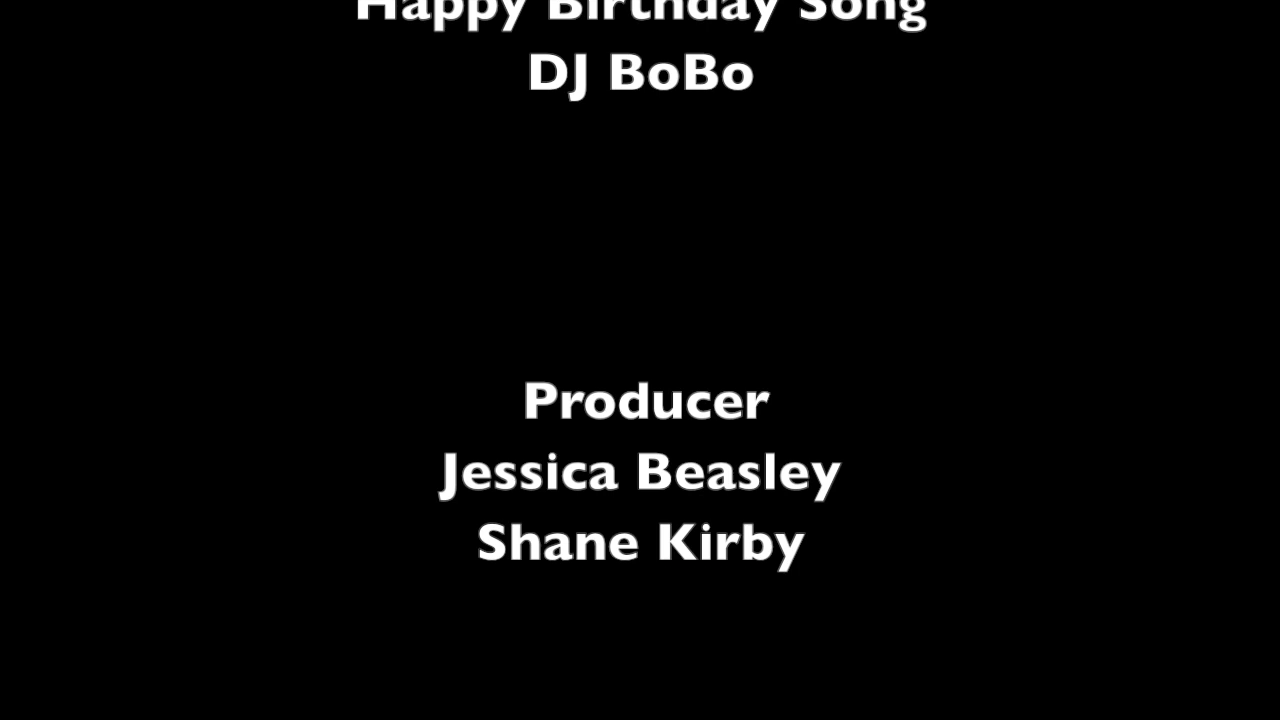 Happy Birthday Song
DJ BoBo
Producer
Jessica Beasley
Shane Kirby